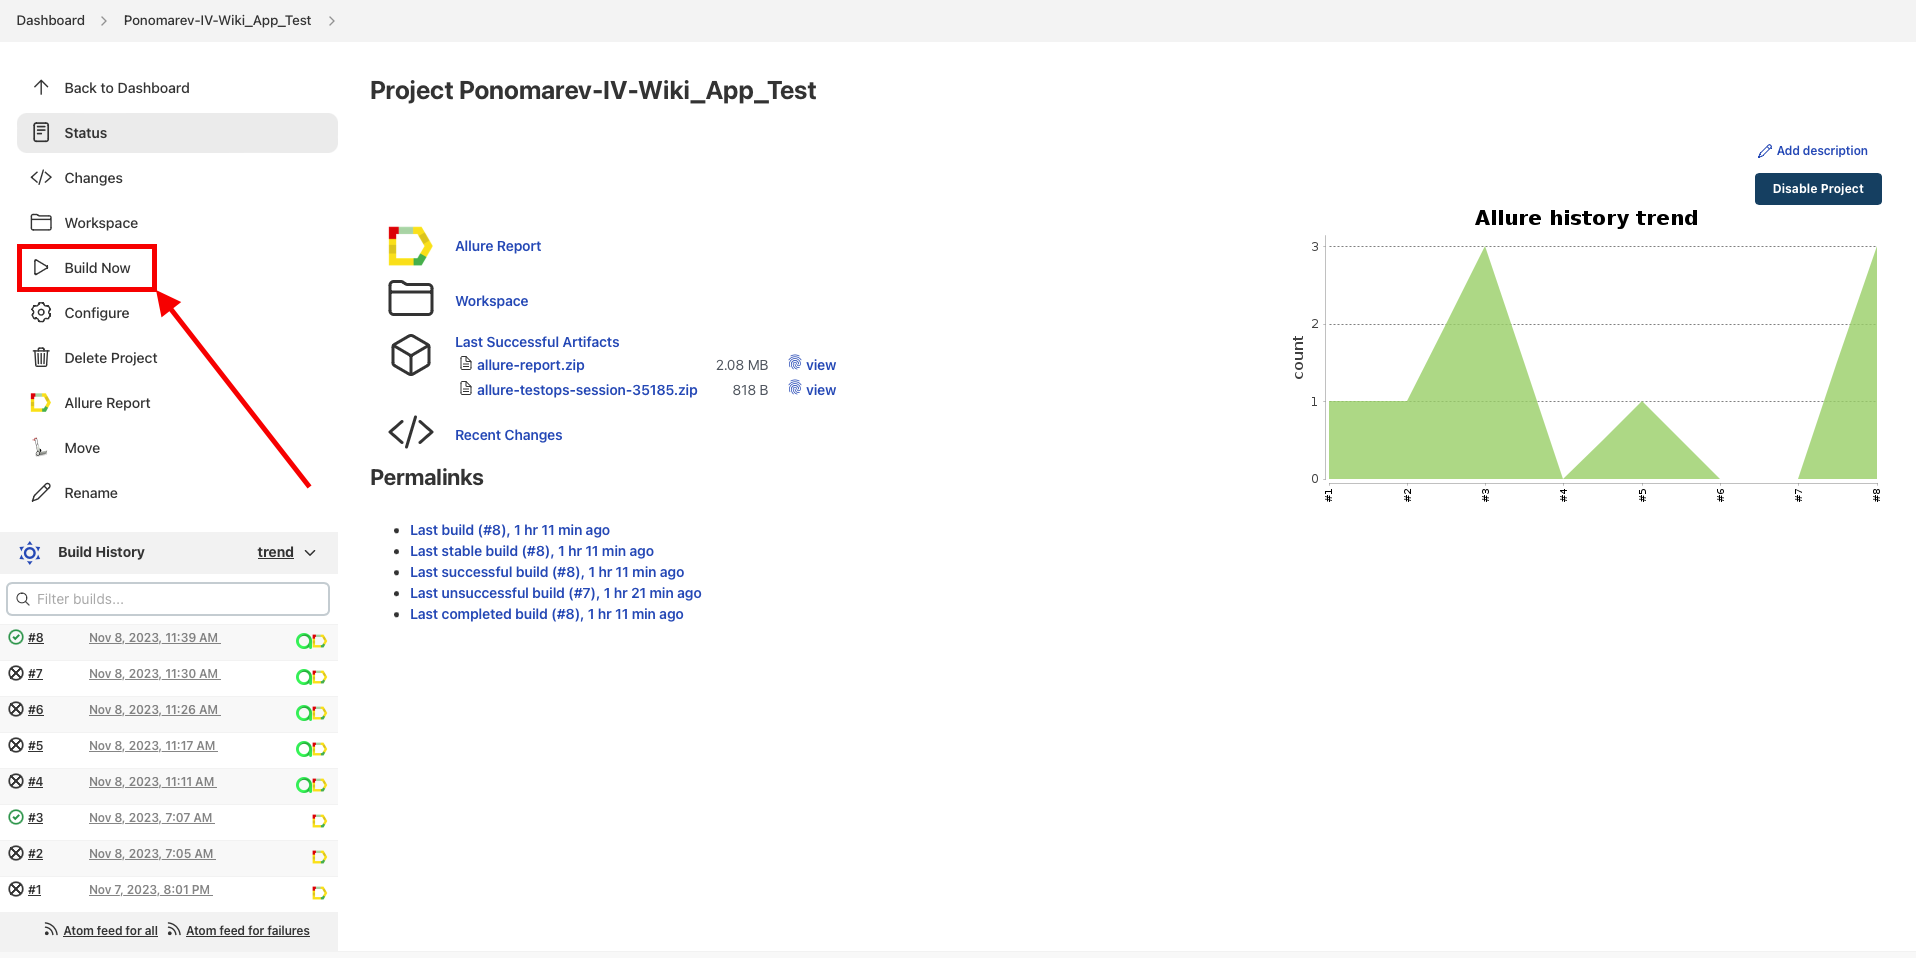 Dashboard
Ponomarev-IV-Wiki_App_Test
Back to Dashboard
Status
Changes
Workspace
Build Now
Configure
Delete Project
Allure Report
Move
Rename
Build History
trend
Filter builds...
#8 Nov 8, 2023, 11:39 AM
#7 Nov 8, 2023, 11:30 AM
#6 Nov 8, 2023, 11:26 AM
#5 Nov 8, 2023, 11:17 AM
#4 Nov 8, 2023, 11:11 AM
#3 Nov 8, 2023, 7:07 AM
#2 Nov 8, 2023, 7:05 AM
#1 Nov 7, 2023, 8:01 PM
Atom feed for all
Atom feed for failures
Project Ponomarev-IV-Wiki_App_Test
Add description
Disable Project
Allure Report
Workspace
Last Successful Artifacts
allure-report.zip 2.08 MB view
allure-testops-session-35185.zip 818 B view
Recent Changes
Permalinks
Last build (#8), 1 hr 11 min ago
Last stable build (#8), 1 hr 11 min ago
Last successful build (#8), 1 hr 11 min ago
Last unsuccessful build (#7), 1 hr 21 min ago
Last completed build (#8), 1 hr 11 min ago
Allure history trend
count
3
2
1
0
#1 #2 #3 #4 #5 #6 #7 #8